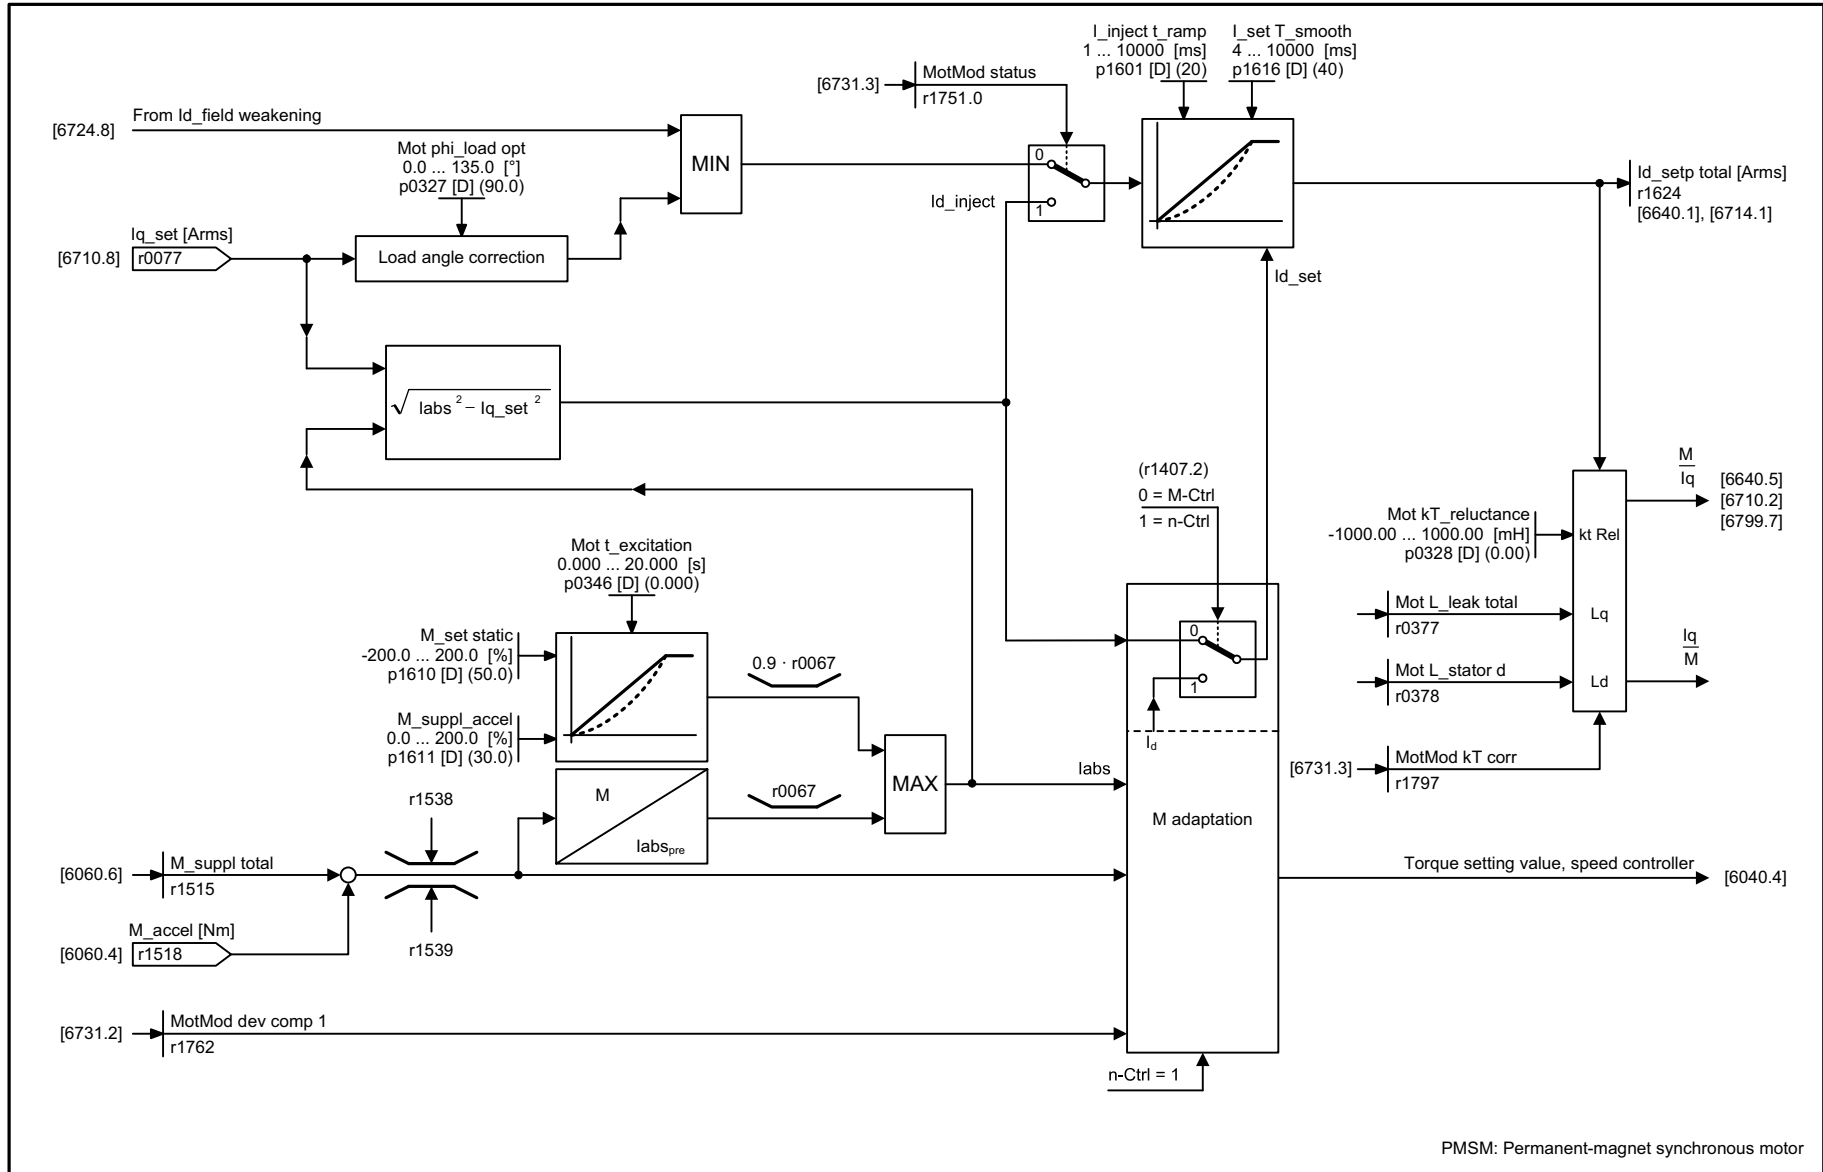 I_inject t_ramp
1 ... 10000 [ms]
p1601 [D] (20)
I_set T_smooth
4 ... 10000 [ms]
p1616 [D] (40)
[6731.3]
MotMod status
r1751.0
[6724.8]
From Id_field weakening
Mot phi_load opt
0.0 ... 135.0 [°]
p0327 [D] (90.0)
MIN
0
1
Id_inject
Id_setp total [Arms]
r1624
[6640.1], [6714.1]
Iq_set [Arms]
[6710.8]
r0077
Load angle correction
Id_set
√ Iabs 2 – Iq_set 2
(r1407.2)
0 = M-Ctrl
1 = n-Ctrl
M
Iq
[6640.5]
[6710.2]
[6799.7]
Mot kT_reluctance
-1000.00 ... 1000.00 [mH]
p0328 [D] (0.00)
kt Rel
Mot t_excitation
0.000 ... 20.000 [s]
p0346 [D] (0.000)
Mot L_leak total
r0377
Lq
M_set static
-200.0 ... 200.0 [%]
p1610 [D] (50.0)
0.9 · r0067
0
1
Iq
M
Mot L_stator d
r0378
Ld
M_suppl_accel
0.0 ... 200.0 [%]
p1611 [D] (30.0)
Id
MAX
Iabs
[6731.3]
MotMod kT corr
r1797
r1538
M
Iabspre
r0067
M adaptation
[6060.6]
M_suppl total
r1515
Torque setting value, speed controller
[6040.4]
M_accel [Nm]
[6060.4]
r1518
r1539
[6731.2]
MotMod dev comp 1
r1762
n-Ctrl = 1
PMSM: Permanent-magnet synchronous motor